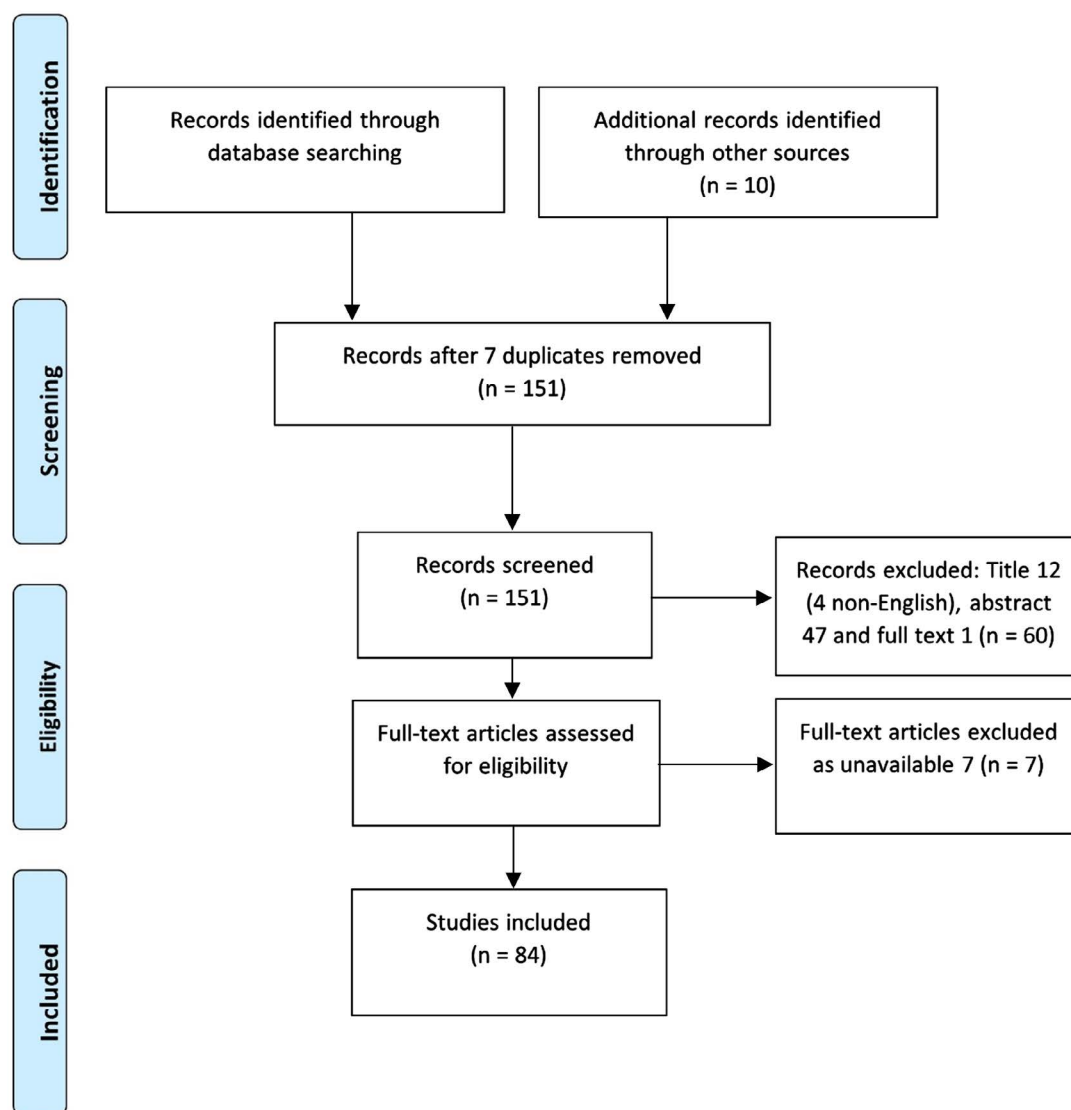 Identification
Records identified through
database searching
Additional records identified
through other sources
(n = 10)
Screening
Records after 7 duplicates removed
(n = 151)
Records screened
(n = 151)
Records excluded: Title 12
(4 non-English), abstract
47 and full text 1 (n = 60)
Eligibility
Full-text articles assessed
for eligibility
Full-text articles excluded
as unavailable 7 (n = 7)
Included
Studies included
(n = 84)